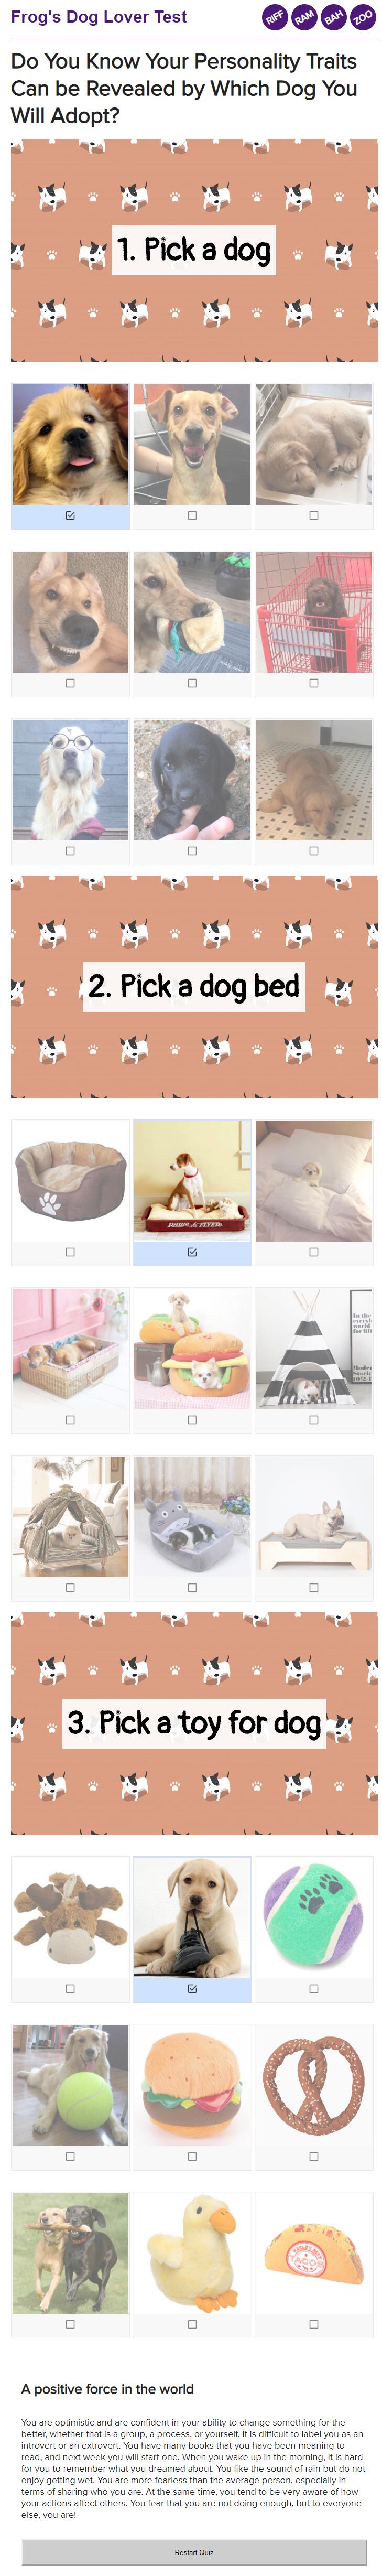 Frog's Dog Lover Test
RIFF RAM BAH ZOO
Do You Know Your Personality Traits
Can be Revealed by Which Dog You
Will Adopt?
1. Pick a dog
2. Pick a dog bed
RADIO FLYER
3. Pick a toy for dog
TACOS
A positive force in the world
You are optimistic and are confident in your ability to change something for the
better, whether that is a group, a process, or yourself. It is difficult to label you as an
introvert or an extrovert. You have many books that you have been meaning to
read, and next week you will start one. When you wake up in the morning, It is hard
for you to remember what you dreamed about. You like the sound of rain but do not
enjoy getting wet. You are more fearless than the average person, especially in
terms of sharing who you are. At the same time, you tend to be very aware of how
your actions affect others. You fear that you are not doing enough, but to everyone
else, you are!
Restart Quiz